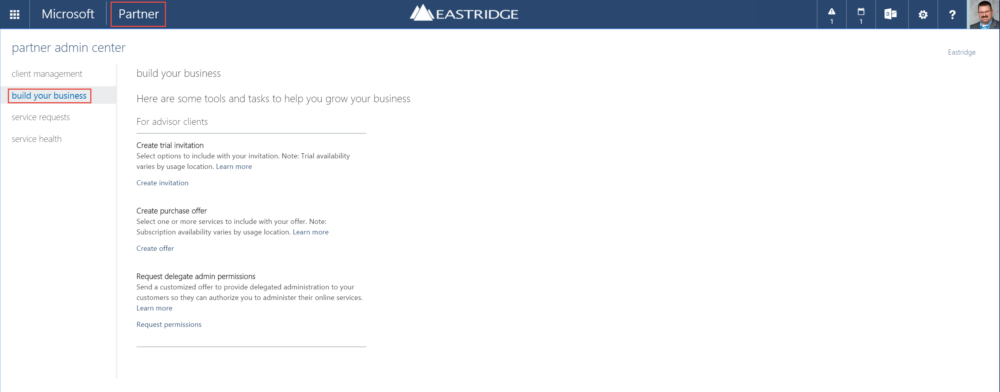 Microsoft
Partner
EASTRIDGE
1
1
?
partner admin center
Eastridge
client management
build your business
service requests
service health
build your business
Here are some tools and tasks to help you grow your business
For advisor clients
Create trial invitation
Select options to include with your invitation. Note: Trial availability
varies by usage location. Learn more
Create invitation
Create purchase offer
Select one or more services to include with your offer. Note:
Subscription availability varies by usage location. Learn more
Create offer
Request delegate admin permissions
Send a customized offer to provide delegated administration to your
customers so they can authorize you to administer their online services.
Learn more
Request permissions